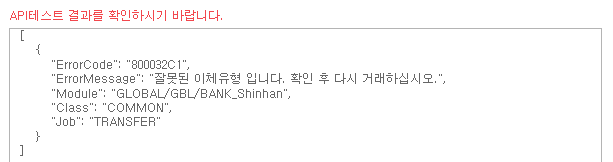 API테스트 결과를 확인하시기 바랍니다.
[
{
"ErrorCode": "800032C1",
"ErrorMessage": "잘못된 이체유형 입니다. 확인 후 다시 거래하십시오.",
"Module": "GLOBAL/GBL/BANK_Shinhan",
"Class": "COMMON",
"Job": "TRANSFER"
}
]